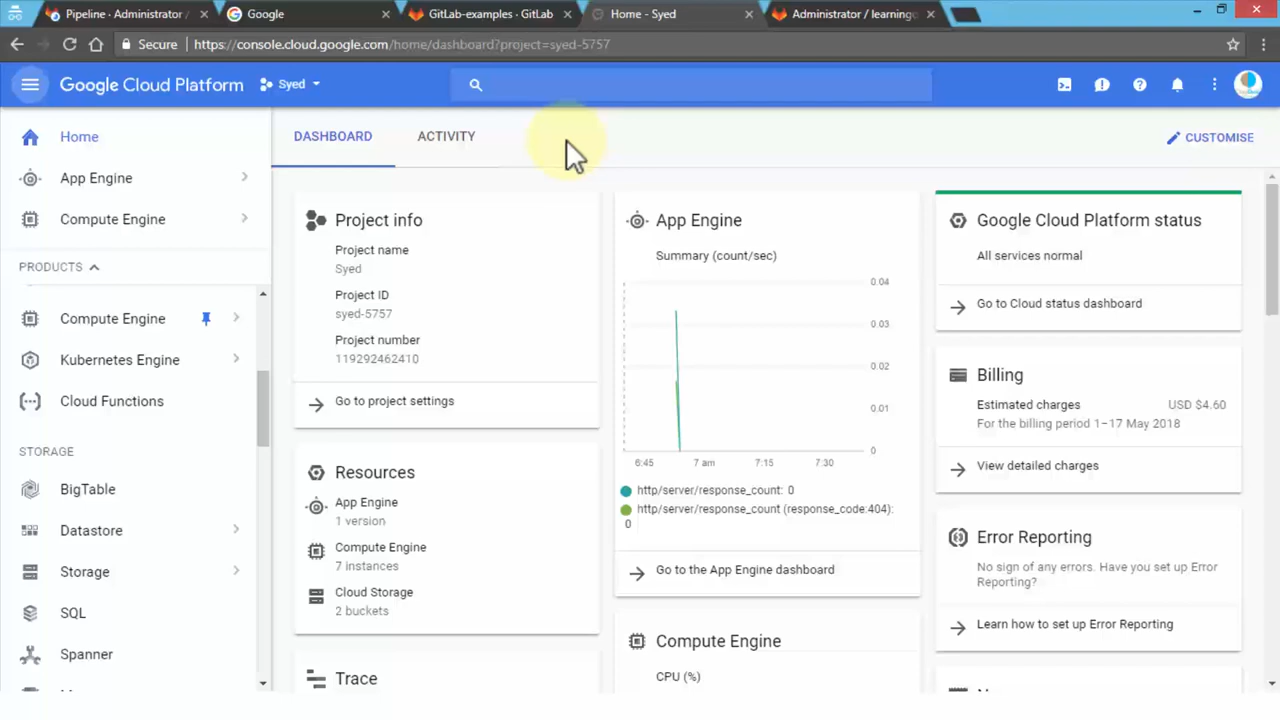 Pipeline · Administrator /
Google
GitLab-examples · GitLab
Home - Syed
Administrator / learningc
Secure
https://console.cloud.google.com/home/dashboard?project=syed-5757
Google Cloud Platform
Syed
Home
App Engine
Compute Engine
PRODUCTS
Compute Engine
Kubernetes Engine
Cloud Functions
STORAGE
BigTable
Datastore
Storage
SQL
Spanner
DASHBOARD
ACTIVITY
CUSTOMISE
Project info
Project name
Syed
Project ID
syed-5757
Project number
119292462410
Go to project settings
Resources
App Engine
1 version
Compute Engine
7 instances
Cloud Storage
2 buckets
Trace
App Engine
Summary (count/sec)
0.04
0.03
0.02
0.01
0
6:45 7 am 7:15 7:30
http/server/response_count: 0
http/server/response_count (response_code:404):
0
Go to the App Engine dashboard
Compute Engine
CPU (%)
Google Cloud Platform status
All services normal
Go to Cloud status dashboard
Billing
Estimated charges USD $4.60
For the billing period 1–17 May 2018
View detailed charges
Error Reporting
No sign of any errors. Have you set up Error
Reporting?
Learn how to set up Error Reporting